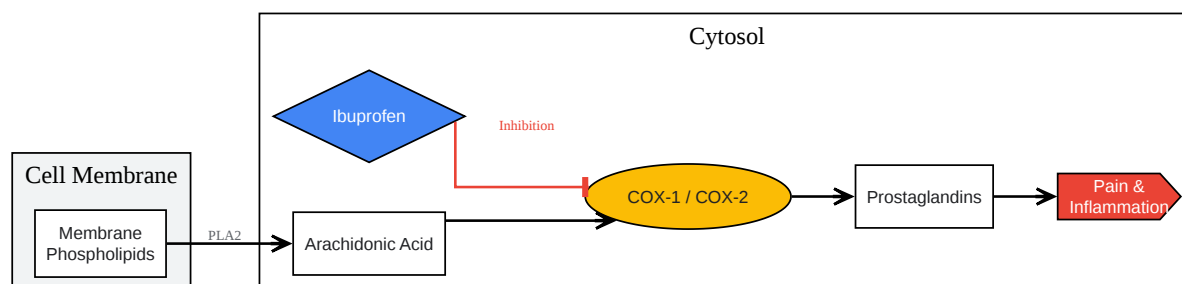 Cytosol
Ibuprofen
Inhibition
Cell Membrane
Membrane
Phospholipids
PLA2
Arachidonic Acid
COX-1 / COX-2
Prostaglandins
Pain &
Inflammation